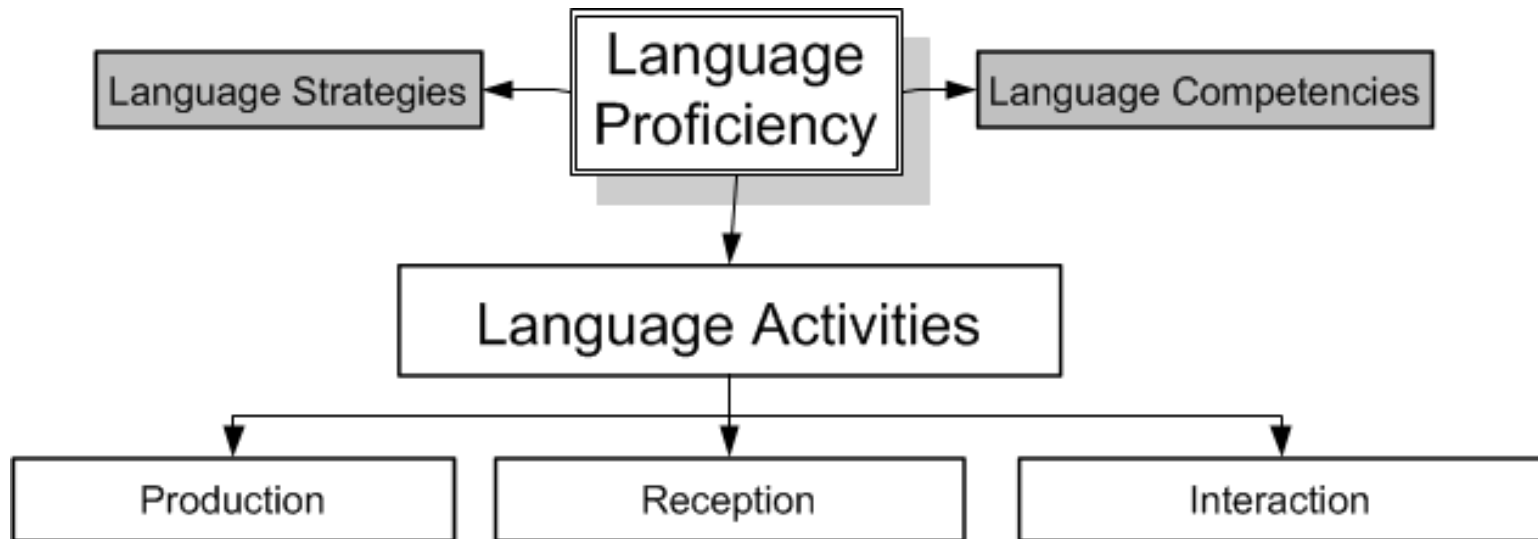 Language
Proficiency
Language Strategies
Language Competencies
Language Activities
Production
Reception
Interaction